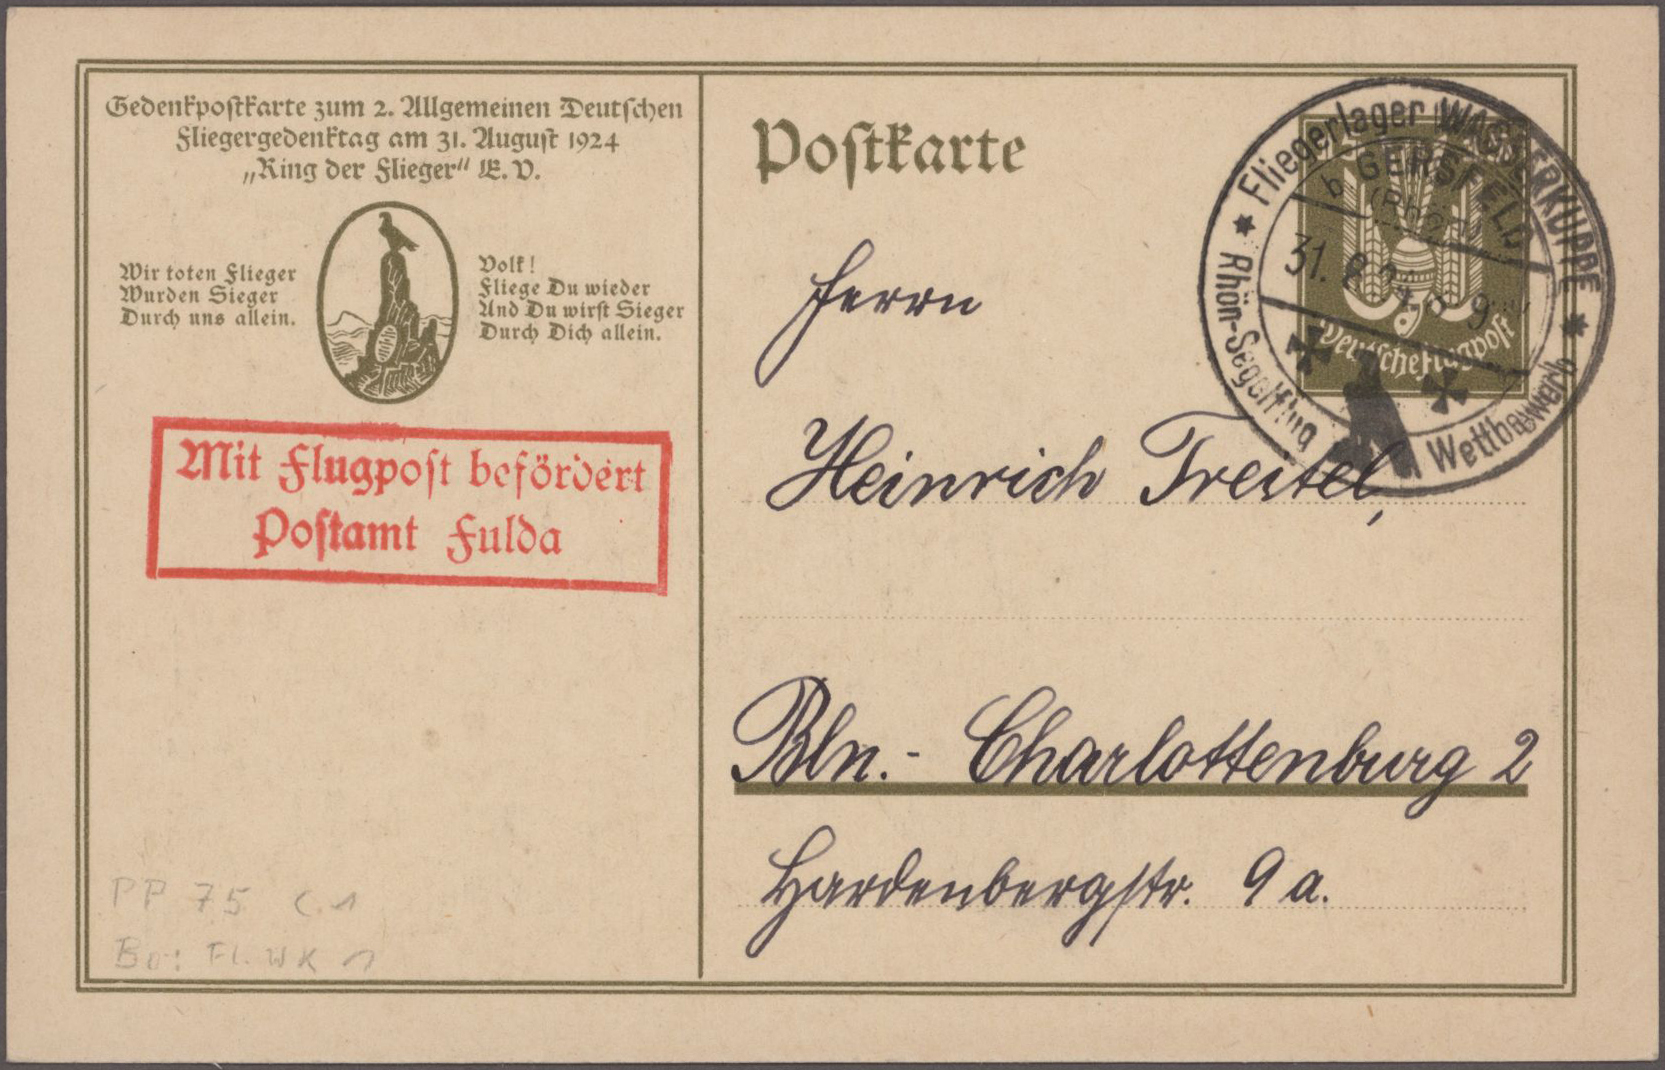 Gedenkpostkarte zum 2. Allgemeinen Deutschen
Fliegergedenktag am 31. August 1924
„Ring der Flieger“ E. V.
Wir toten Flieger
Wurden Sieger
Durch uns allein.
Volk!
Fliege Du wieder
Und Du wirst Sieger
Durch Dich allein.
Mit Flugpost befördert
Postamt Fulda
PP 75 C 1
Bo: Fl. WK 1
Postkarte
Fliegerlager WASSERKUPPE
b GERSFELD
(Rhön)
31. 8. 24. 8-9
Rhön-Segelflug Wettbewerb
Deutsche Flugpost
Herrn
Heinrich Treitel,
Bln.- Charlottenburg 2
Hardenbergstr. 9a.